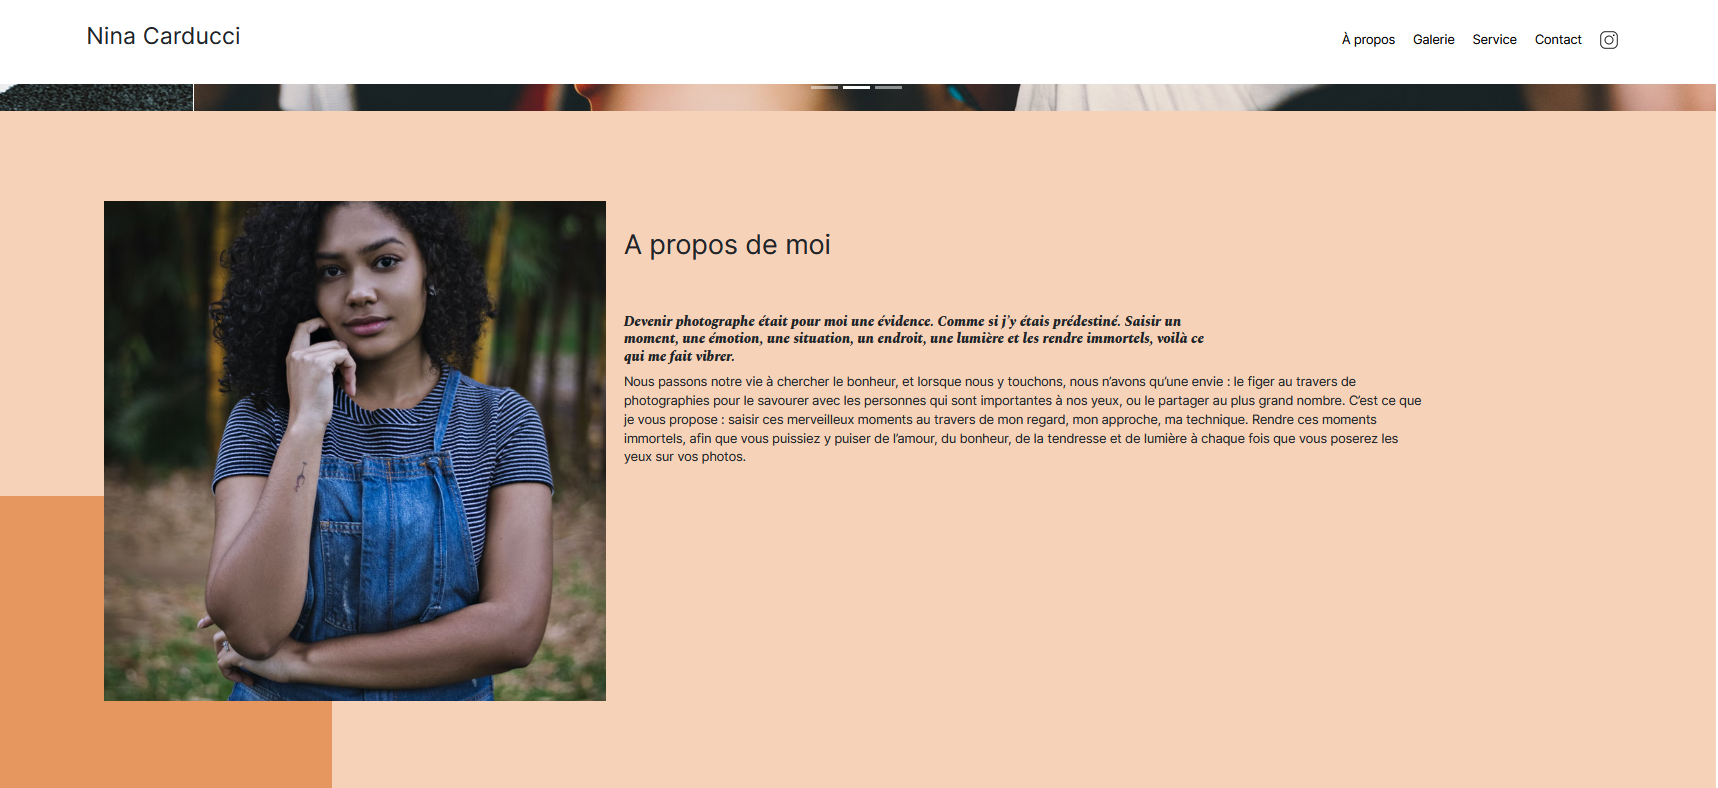 Nina Carducci
À propos Galerie Service Contact
A propos de moi
Devenir photographe était pour moi une évidence. Comme si j'y étais prédestiné. Saisir un
moment, une émotion, une situation, un endroit, une lumière et les rendre immortels, voilà ce
qui me fait vibrer.
Nous passons notre vie à chercher le bonheur, et lorsque nous y touchons, nous n’avons qu’une envie : le figer au travers de
photographies pour le savourer avec les personnes qui sont importantes à nos yeux, ou le partager au plus grand nombre. C’est ce que
je vous propose : saisir ces merveilleux moments au travers de mon regard, mon approche, ma technique. Rendre ces moments
immortels, afin que vous puissiez y puiser de l’amour, du bonheur, de la tendresse et de lumière à chaque fois que vous poserez les
yeux sur vos photos.